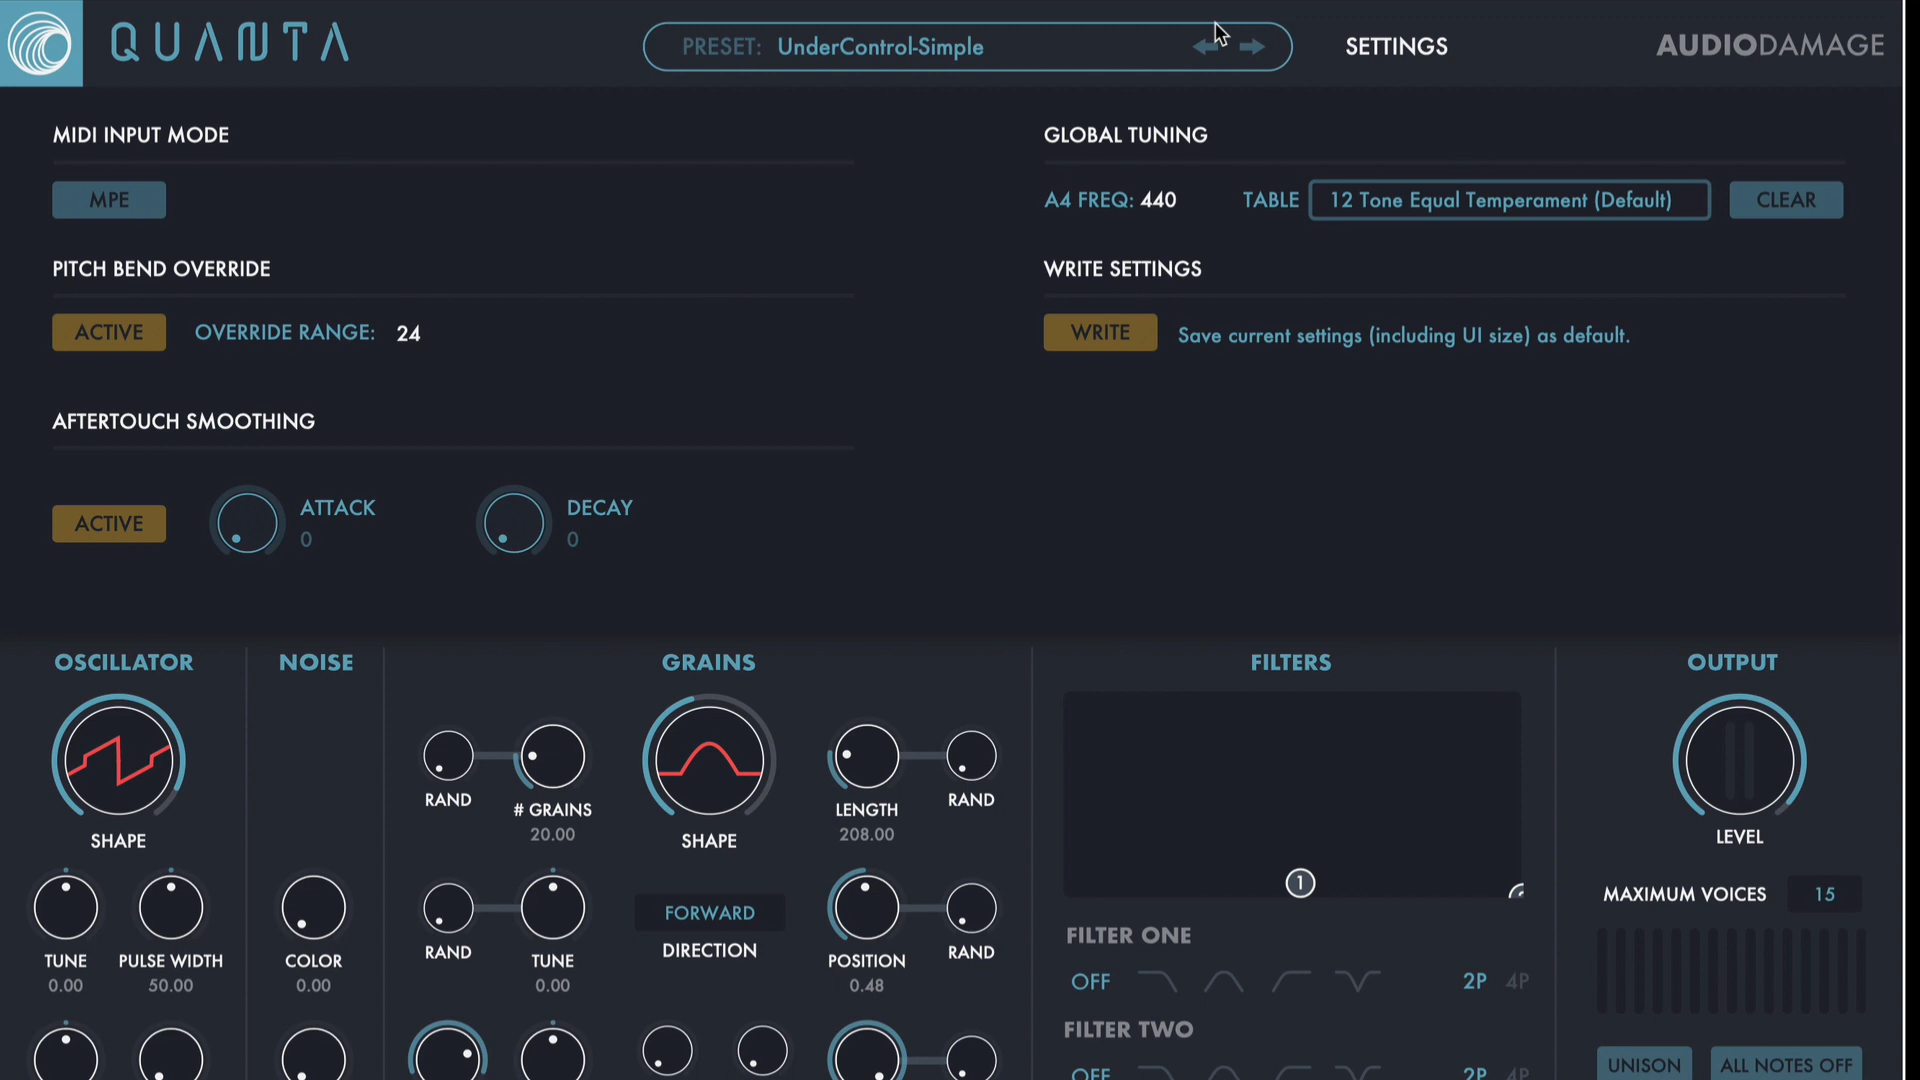 QUANTA
PRESET: UnderControl-Simple
SETTINGS
AUDIODAMAGE
MIDI INPUT MODE
GLOBAL TUNING
MPE
A4 FREQ: 440
TABLE
12 Tone Equal Temperament (Default)
CLEAR
PITCH BEND OVERRIDE
WRITE SETTINGS
ACTIVE
OVERRIDE RANGE: 24
WRITE
Save current settings (including UI size) as default.
AFTERTOUCH SMOOTHING
ACTIVE
ATTACK
0
DECAY
0
OSCILLATOR
NOISE
GRAINS
FILTERS
OUTPUT
RAND
# GRAINS
20.00
LENGTH
208.00
RAND
SHAPE
SHAPE
LEVEL
1
MAXIMUM VOICES 15
FORWARD
DIRECTION
FILTER ONE
TUNE
0.00
PULSE WIDTH
50.00
COLOR
0.00
RAND
TUNE
0.00
POSITION
0.48
RAND
OFF
2P 4P
FILTER TWO
OFF
2P 4P
UNISON
ALL NOTES OFF